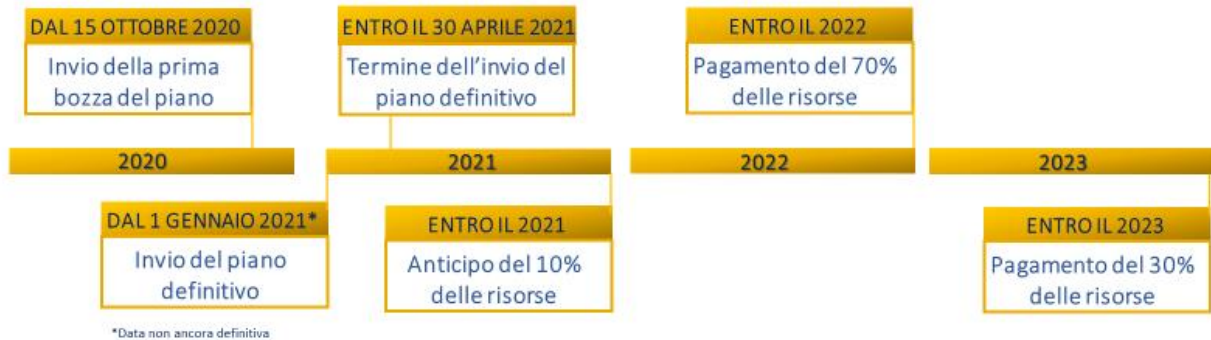 DAL 15 OTTOBRE 2020
Invio della prima
bozza del piano
ENTRO IL 30 APRILE 2021
Termine dell'invio del
piano definitivo
ENTRO IL 2022
Pagamento del 70%
delle risorse
2020
2021
2022
2023
DAL 1 GENNAIO 2021*
Invio del piano
definitivo
ENTRO IL 2021
Anticipo del 10%
delle risorse
ENTRO IL 2023
Pagamento del 30%
delle risorse
*Data non ancora definitiva